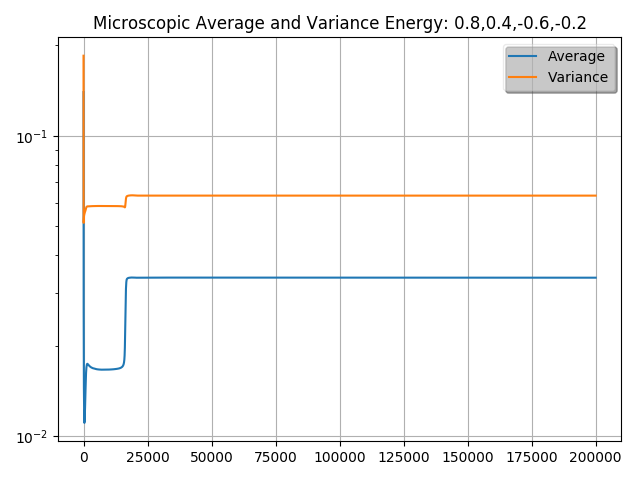 Microscopic Average and Variance Energy: 0.8,0.4,-0.6,-0.2
Average
Variance
10⁻¹
10⁻²
0 25000 50000 75000 100000 125000 150000 175000 200000